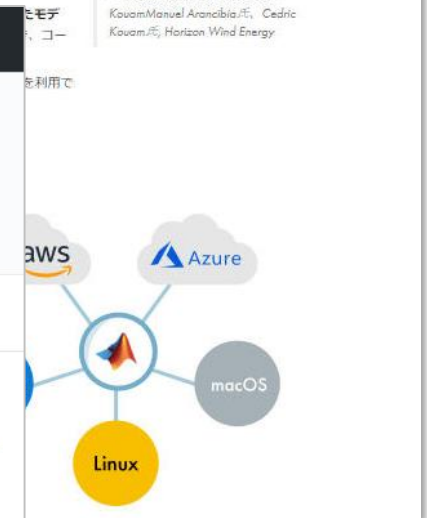 たモデ
、コー
を利用で
KouamManuel Arancibia氏、 Cedric
Kouam氏, Horizon Wind Energy
aws
Azure
macOS
Linux